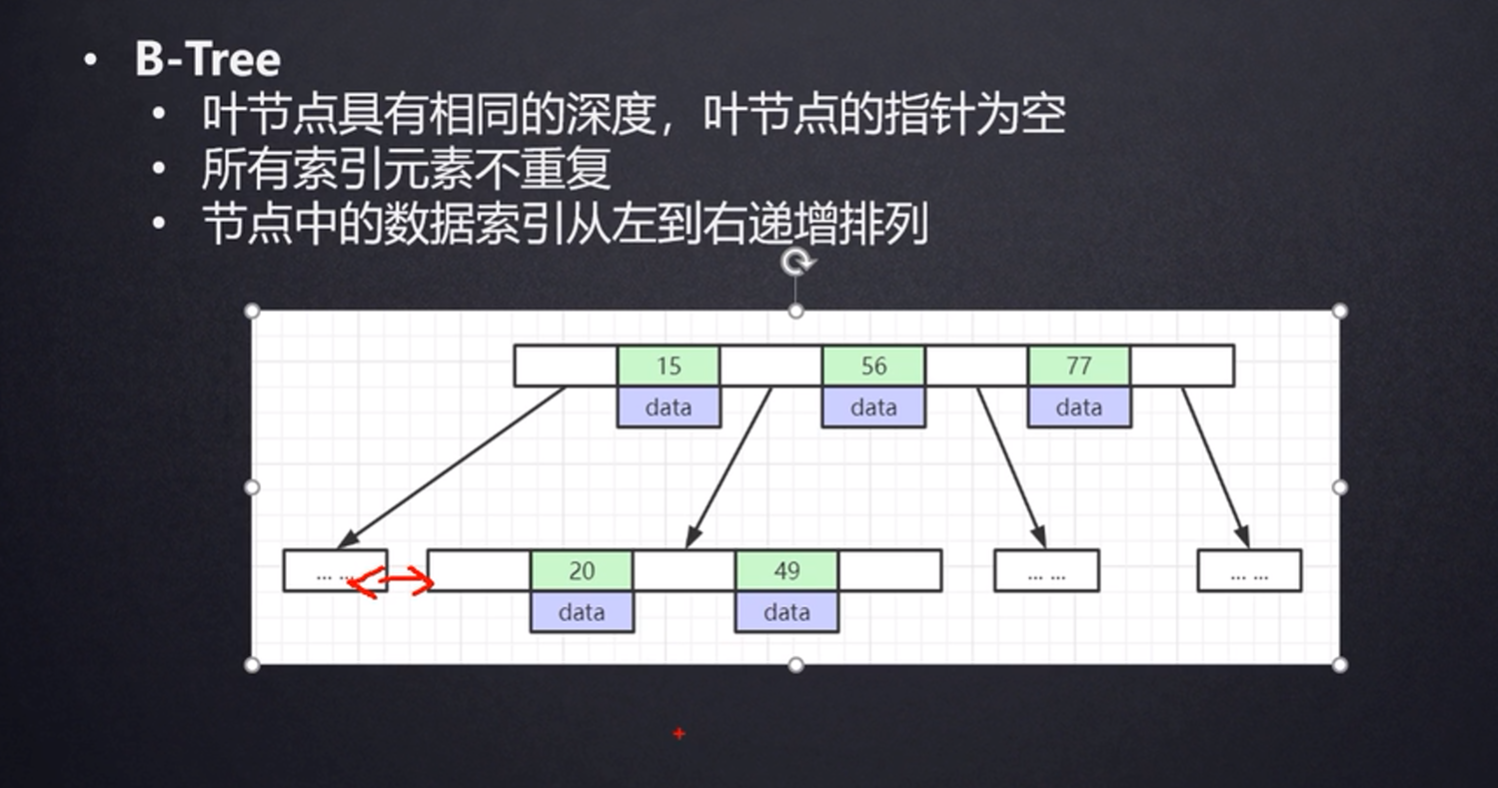 • B-Tree
• 叶节点具有相同的深度，叶节点的指针为空
• 所有索引元素不重复
• 节点中的数据索引从左到右递增排列
15 56 77
data data data
... ... 20 49 ... ... ... ...
data data